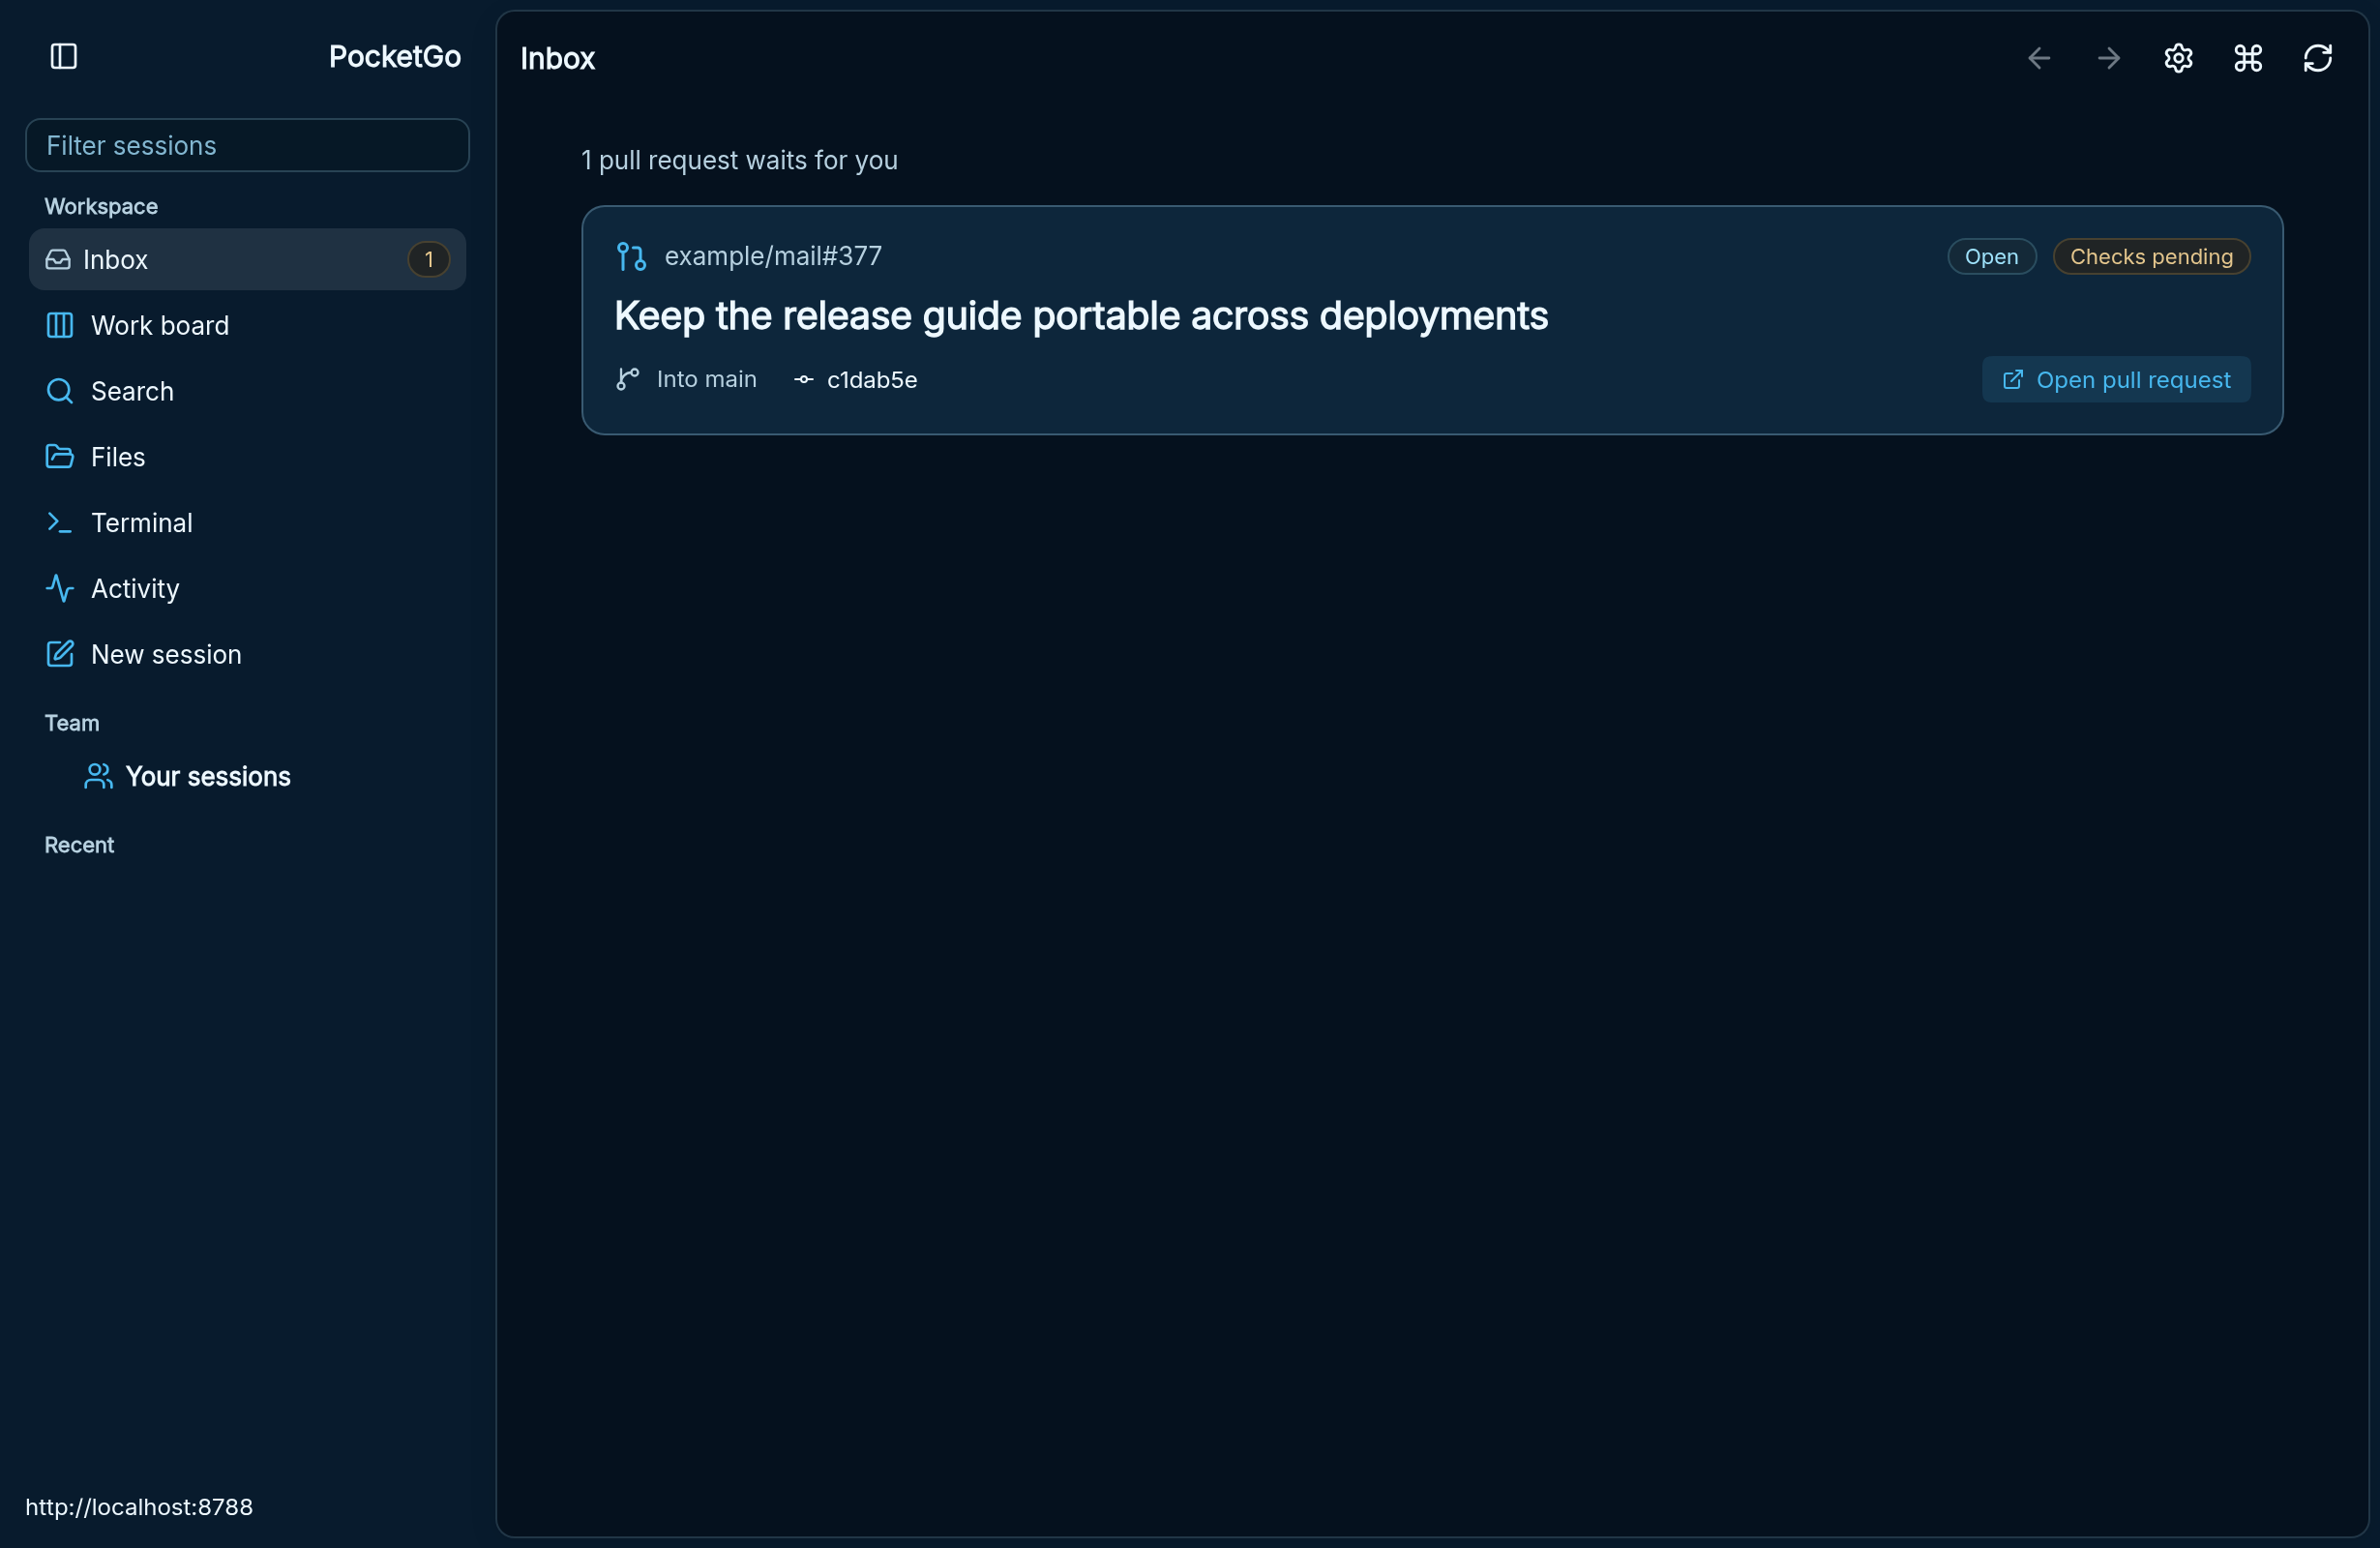 PocketGo
Filter sessions
Workspace
Inbox 1
Work board
Search
Files
Terminal
Activity
New session
Team
Your sessions
Recent
http://localhost:8788
Inbox
1 pull request waits for you
example/mail#377 Open Checks pending
Keep the release guide portable across deployments
Into main c1dab5e Open pull request